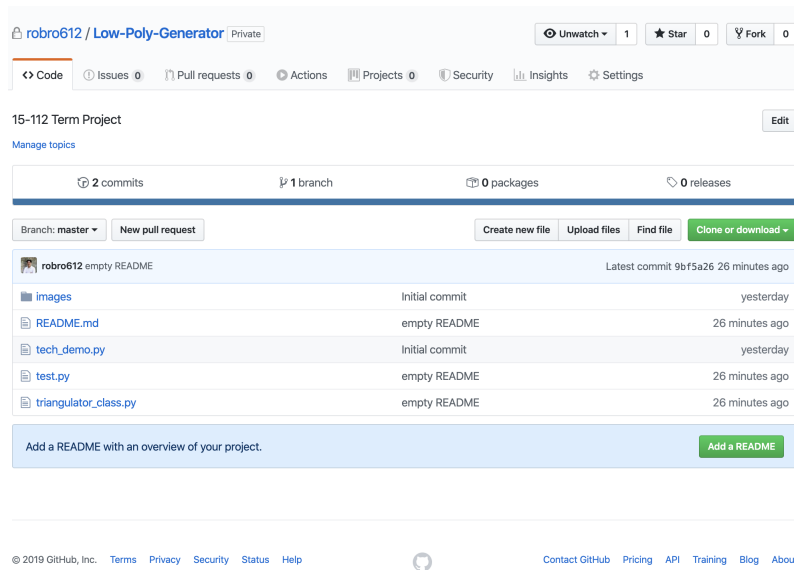 robro612 / Low-Poly-Generator Private
Unwatch 1 Star 0 Fork 0
Code Issues 0 Pull requests 0 Actions Projects 0 Security Insights Settings
15-112 Term Project
Edit
Manage topics
2 commits 1 branch 0 packages 0 releases
Branch: master New pull request Create new file Upload files Find file Clone or download
robro612 empty README Latest commit 9bf5a26 26 minutes ago
images Initial commit yesterday
README.md empty README 26 minutes ago
tech_demo.py Initial commit yesterday
test.py empty README 26 minutes ago
triangulator_class.py empty README 26 minutes ago
Add a README with an overview of your project. Add a README
© 2019 GitHub, Inc. Terms Privacy Security Status Help Contact GitHub Pricing API Training Blog Abou